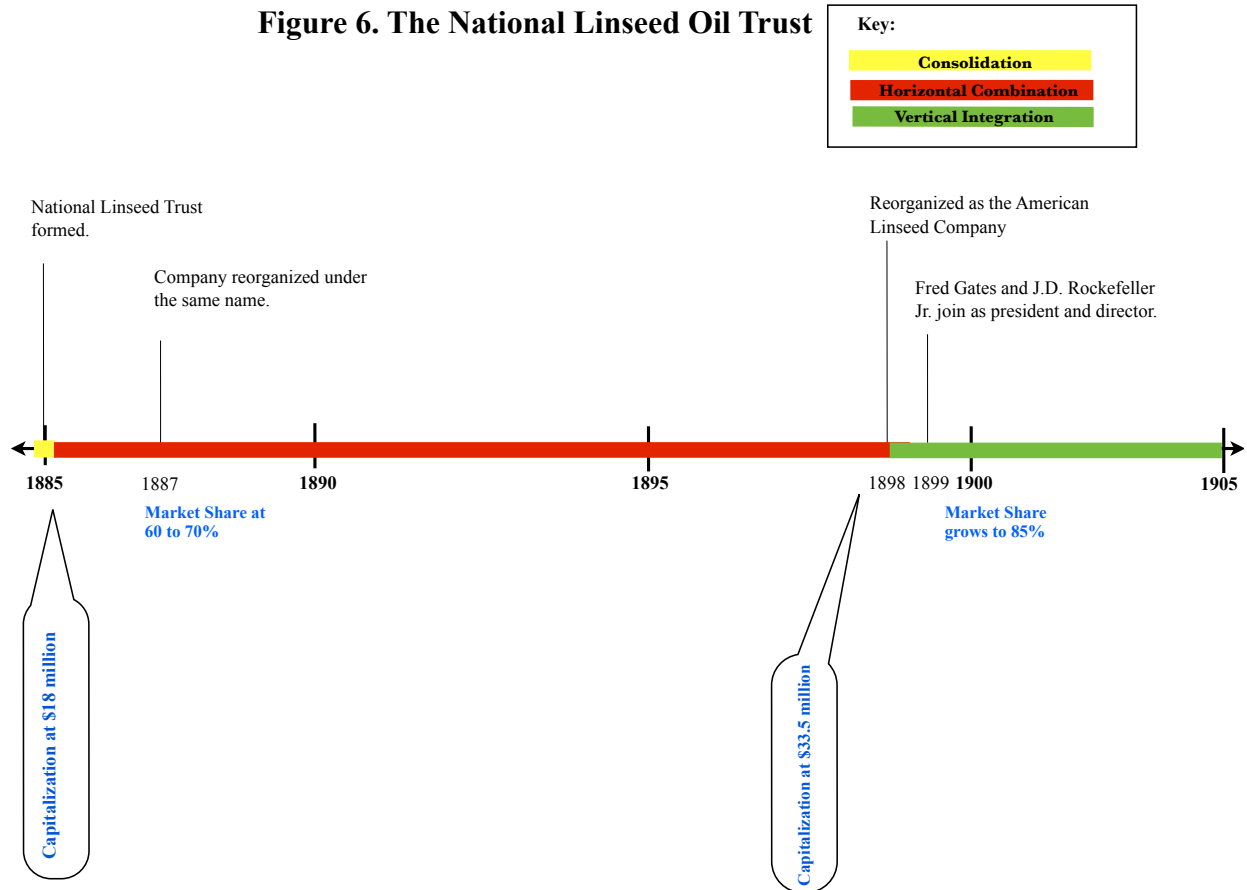 Figure 6. The National Linseed Oil Trust
Key:
Consolidation
Horizontal Combination
Vertical Integration
National Linseed Trust
formed.
Company reorganized under
the same name.
Reorganized as the American
Linseed Company
Fred Gates and J.D. Rockefeller
Jr. join as president and director.
1885
1887
1890
1895
1898
1899
1900
1905
Market Share at
60 to 70%
Market Share
grows to 85%
Capitalization at $18 million
Capitalization at $33.5 million